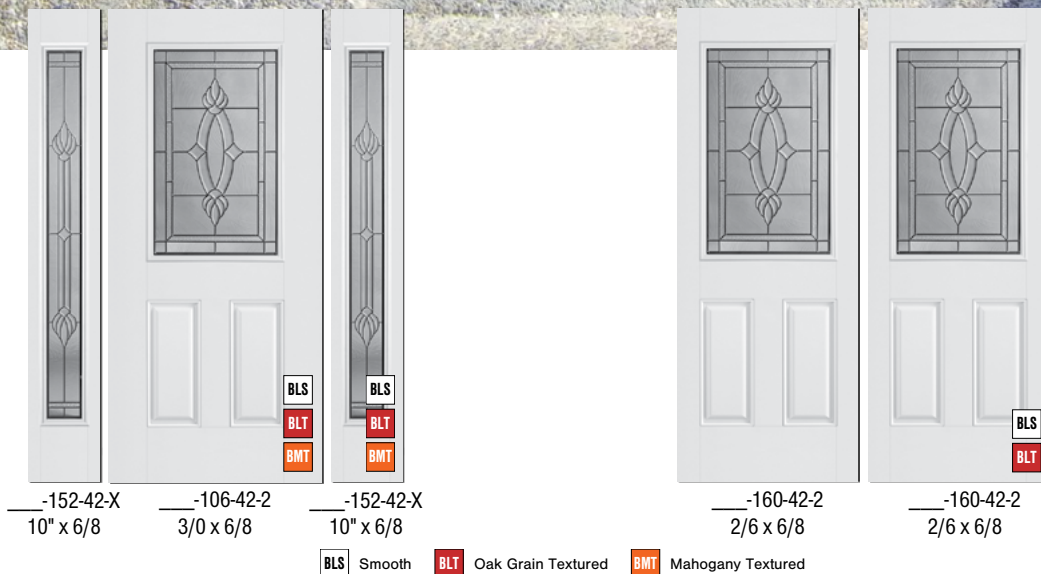 BLS
BLT
BMT
BLS
BLT
BMT
BLS
BLT
___-152-42-X
10" x 6/8
___-106-42-2
3/0 x 6/8
___-152-42-X
10" x 6/8
___-160-42-2
2/6 x 6/8
___-160-42-2
2/6 x 6/8
BLS Smooth BLT Oak Grain Textured BMT Mahogany Textured